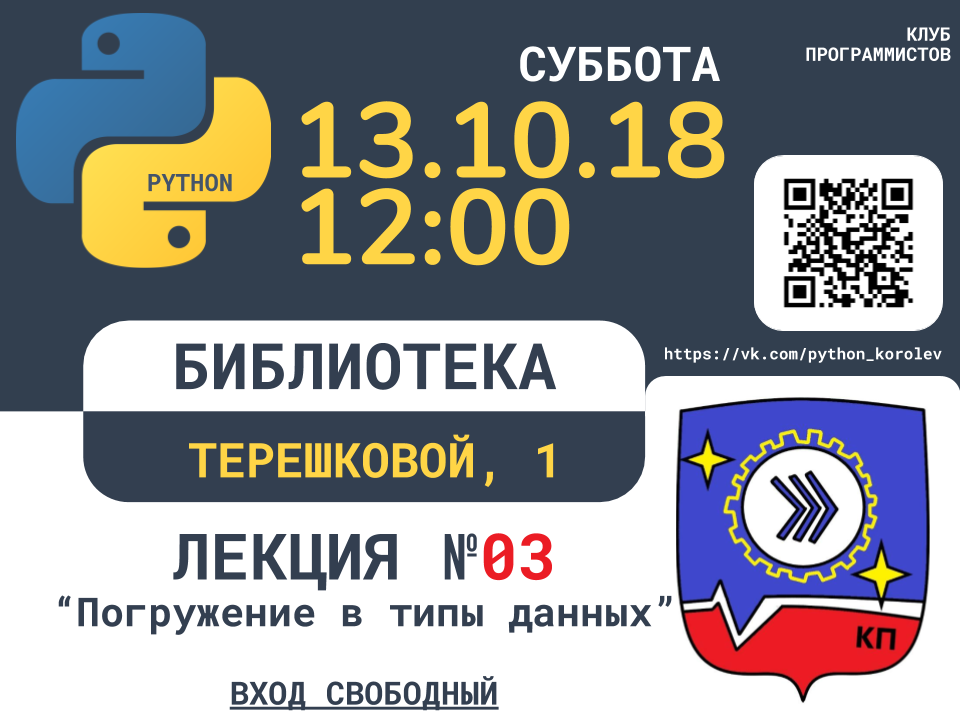 КЛУБ
ПРОГРАММИСТОВ
СУББОТА
13.10.18
12:00
PYTHON
https://vk.com/python_korolev
БИБЛИОТЕКА
ТЕРЕШКОВОЙ, 1
ЛЕКЦИЯ №03
“Погружение в типы данных”
КП
ВХОД СВОБОДНЫЙ